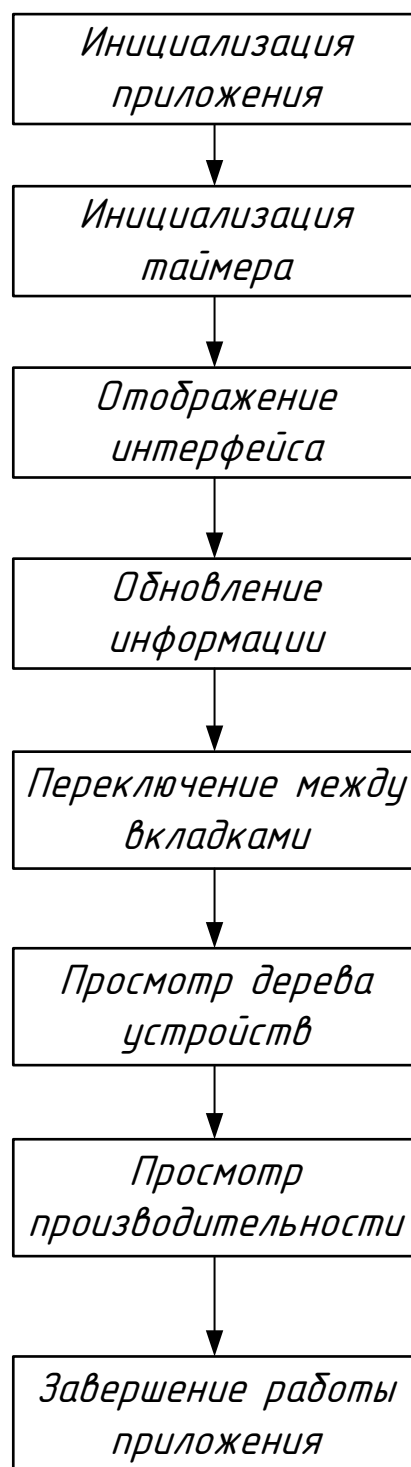 Инициализация
приложения
Инициализация
таймера
Отображение
интерфейса
Обновление
информации
Переключение между
вкладками
Просмотр дерева
устройств
Просмотр
производительности
Завершение работы
приложения